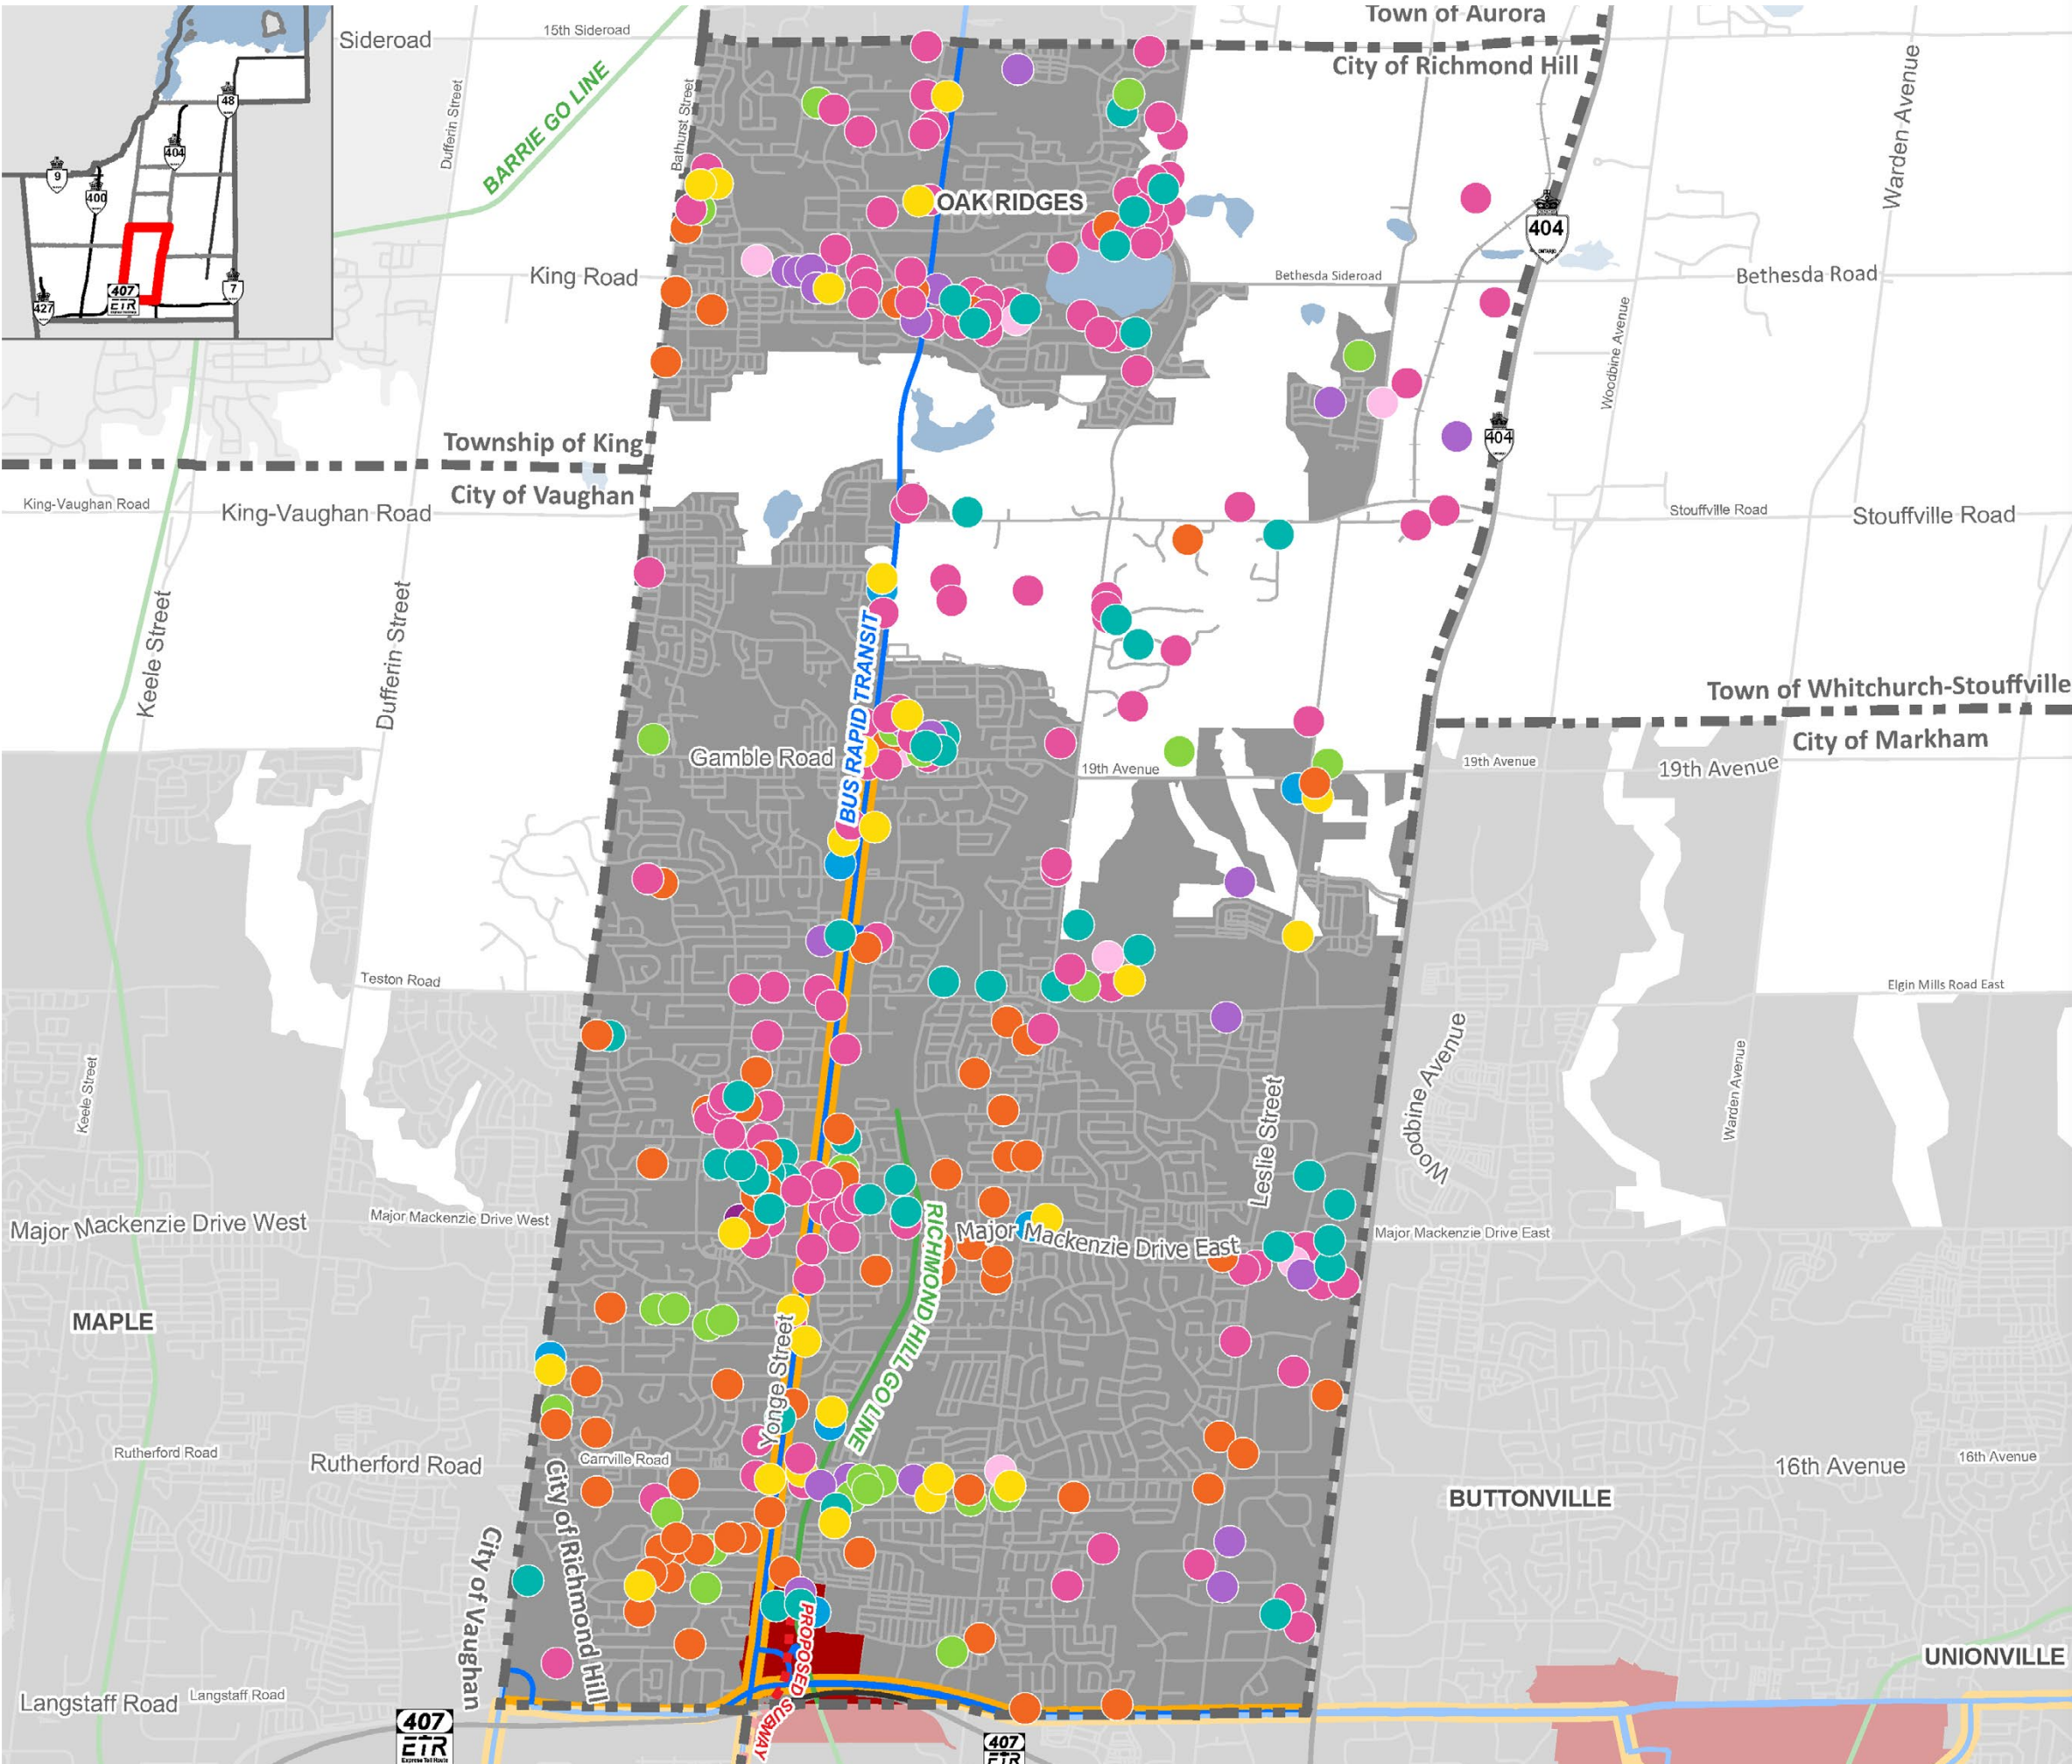 Town of Aurora
City of Richmond Hill
Sideroad
15th Sideroad
Dufferin Street
Bathurst Street
BARRIE GO LINE
Warden Avenue
48
404
9
400
407
ETR
7
427
OAK RIDGES
404
ONTARIO
King Road
Bethesda Sideroad
Bethesda Road
Woodbine Avenue
404
Township of King
City of Vaughan
King-Vaughan Road
King-Vaughan Road
Stouffville Road
Stouffville Road
Keele Street
Dufferin Street
BUS RAPID TRANSIT
Town of Whitchurch-Stouffville
City of Markham
Gamble Road
19th Avenue
19th Avenue
19th Avenue
Teston Road
Elgin Mills Road East
Keele Street
Woodbine Avenue
Warden Avenue
Leslie Street
Major Mackenzie Drive West
Major Mackenzie Drive West
Major Mackenzie Drive East
Major Mackenzie Drive East
RICHMOND HILL GO LINE
MAPLE
Yonge Street
Rutherford Road
Rutherford Road
Carrville Road
16th Avenue
16th Avenue
BUTTONVILLE
City of Vaughan
City of Richmond Hill
PROPOSED SUBWAY
UNIONVILLE
Langstaff Road
Langstaff Road
407
ETR
Express Toll Route
407
ETR